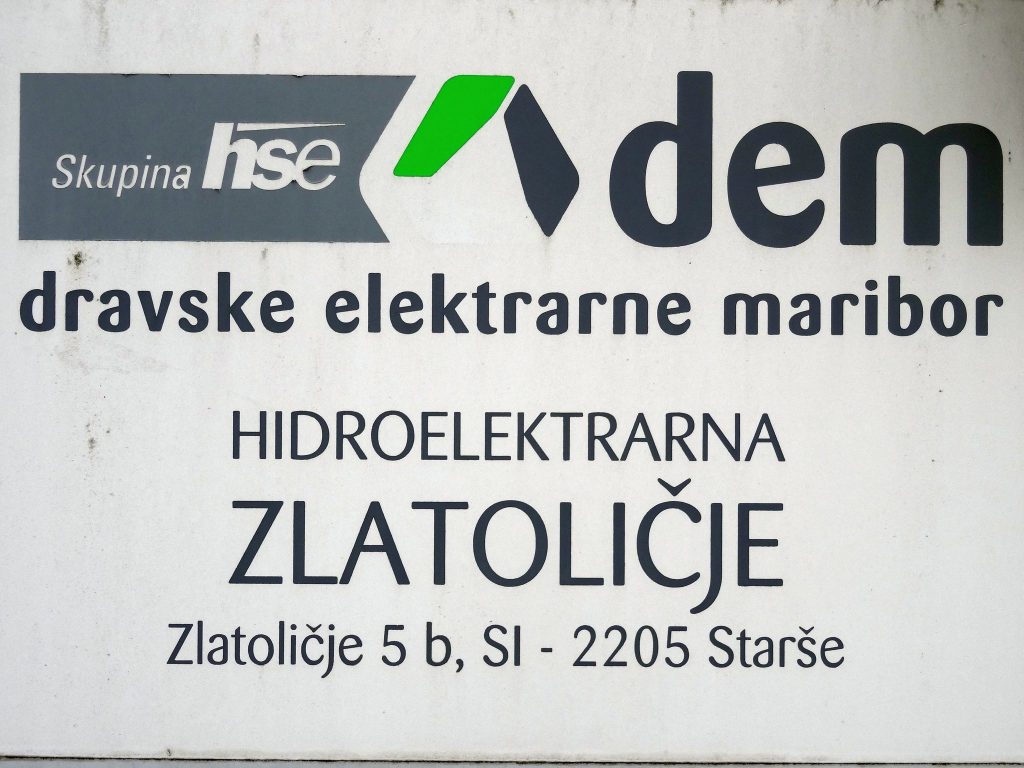 Skupina hse dem
dravske elektrarne maribor
HIDROELEKTRARNA
ZLATOLIČJE
Zlatoličje 5 b, SI - 2205 Starše